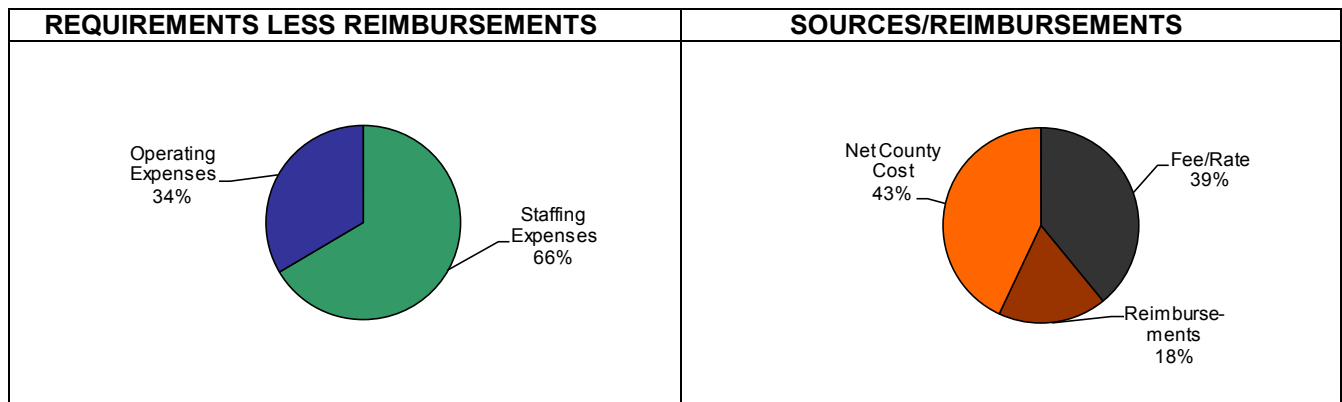 REQUIREMENTS LESS REIMBURSEMENTS
Operating
Expenses
34%
Staffing
Expenses
66%
SOURCES/REIMBURSEMENTS
Net County
Cost
43%
Fee/Rate
39%
Reimburse-
ments
18%